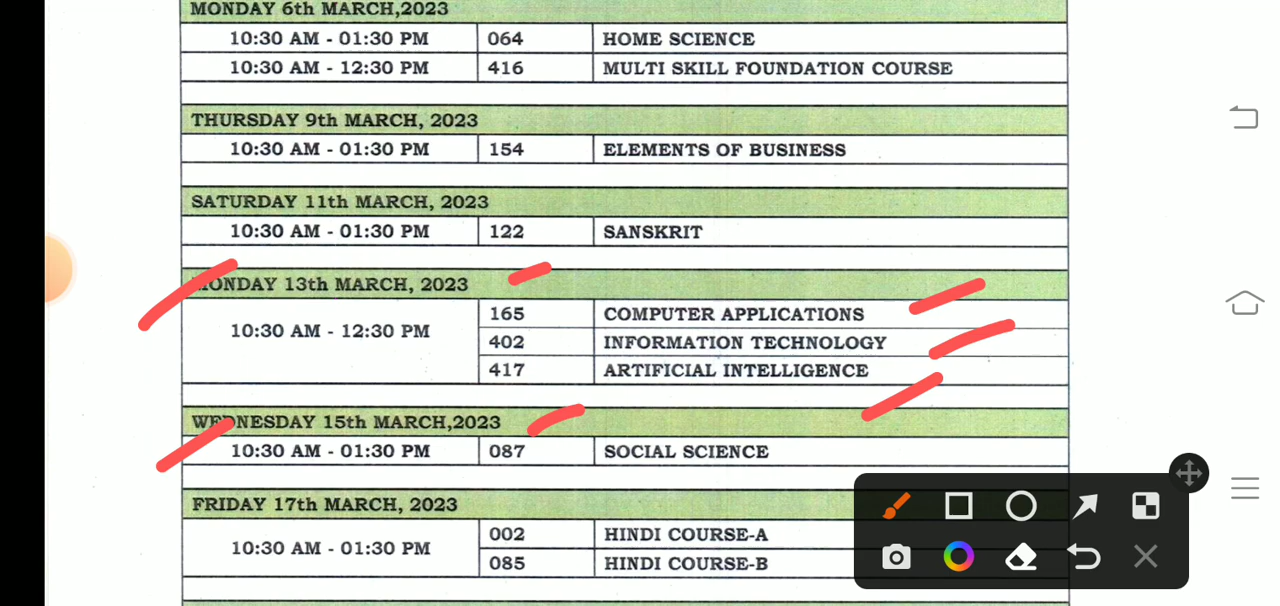 MONDAY 6th MARCH,2023
10:30 AM - 01:30 PM 064 HOME SCIENCE
10:30 AM - 12:30 PM 416 MULTI SKILL FOUNDATION COURSE
THURSDAY 9th MARCH, 2023
10:30 AM - 01:30 PM 154 ELEMENTS OF BUSINESS
SATURDAY 11th MARCH, 2023
10:30 AM - 01:30 PM 122 SANSKRIT
MONDAY 13th MARCH, 2023
10:30 AM - 12:30 PM
165 COMPUTER APPLICATIONS
402 INFORMATION TECHNOLOGY
417 ARTIFICIAL INTELLIGENCE
WEDNESDAY 15th MARCH,2023
10:30 AM - 01:30 PM 087 SOCIAL SCIENCE
FRIDAY 17th MARCH, 2023
10:30 AM - 01:30 PM
002 HINDI COURSE-A
085 HINDI COURSE-B